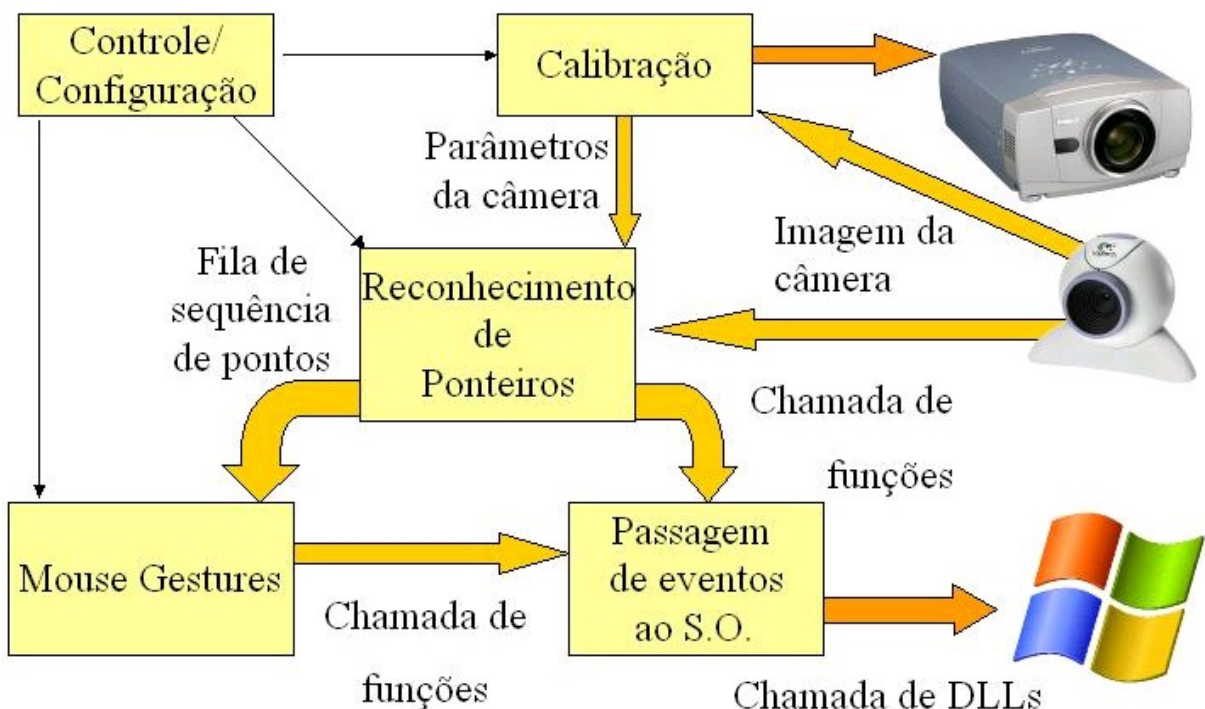 Controle/
Configuração
Calibração
Parâmetros
da câmera
Imagem da
câmera
Fila de
sequência
de pontos
Reconhecimento
de
Ponteiros
Chamada de
funções
Mouse Gestures
Chamada de
funções
Passagem
de eventos
ao S.O.
Chamada de DLLs